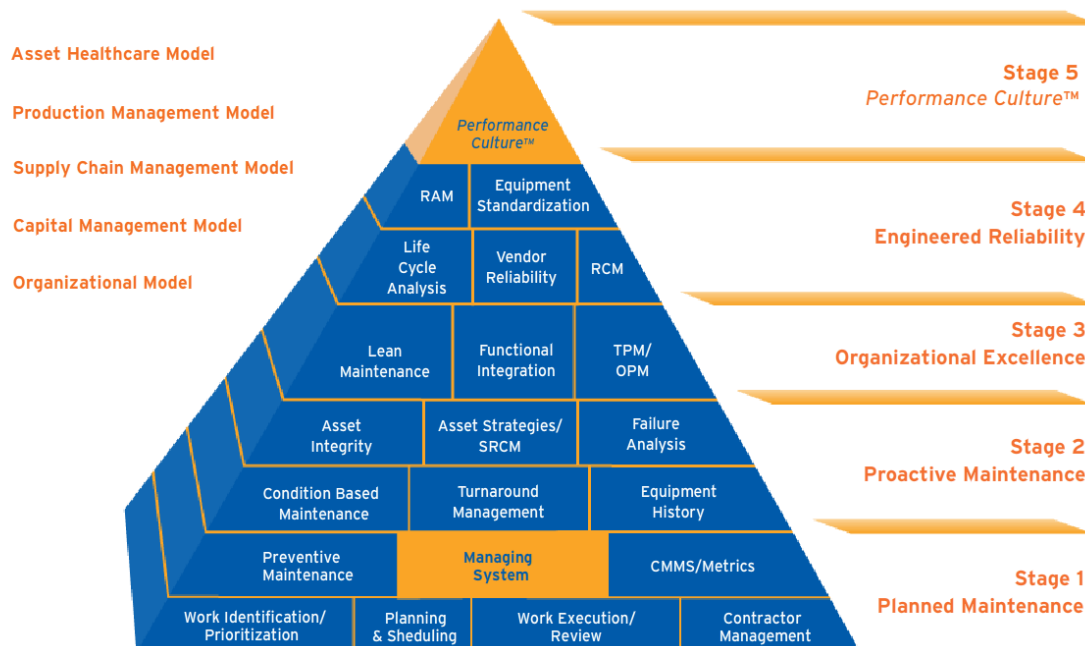 Asset Healthcare Model
Production Management Model
Supply Chain Management Model
Capital Management Model
Organizational Model
Performance
Culture™
RAM
Equipment
Standardization
Life
Cycle
Analysis
Vendor
Reliability
RCM
Lean
Maintenance
Functional
Integration
TPM/
OPM
Asset
Integrity
Asset Strategies/
SRCM
Failure
Analysis
Condition Based
Maintenance
Turnaround
Management
Equipment
History
Preventive
Maintenance
Managing
System
CMMS/Metrics
Work Identification/
Prioritization
Planning
& Sheduling
Work Execution/
Review
Contractor
Management
Stage 5
Performance Culture™
Stage 4
Engineered Reliability
Stage 3
Organizational Excellence
Stage 2
Proactive Maintenance
Stage 1
Planned Maintenance